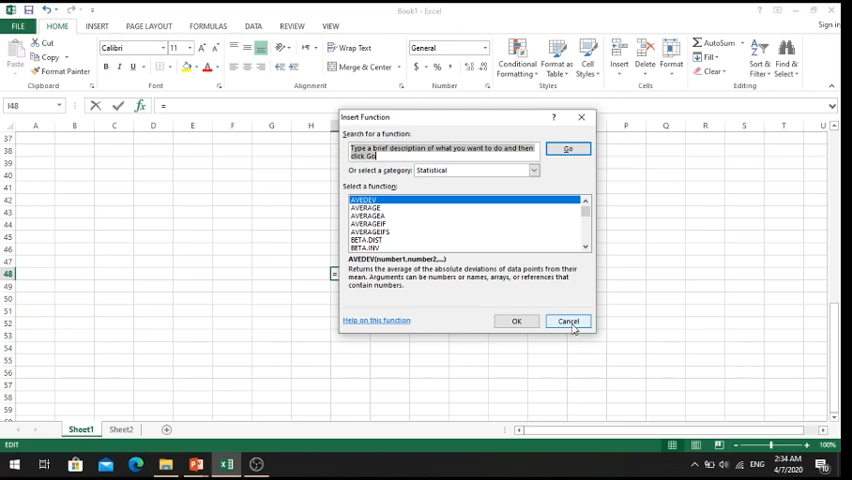 Book1 - Excel
FILE HOME INSERT PAGE LAYOUT FORMULAS DATA REVIEW VIEW Sign in
Cut
Copy
Format Painter
Paste
Clipboard
Calibri 11
B I U
Font
Wrap Text
Merge & Center
Alignment
General
$ % ,
Number
Conditional Formatting
Format as Table
Cell Styles
Styles
Insert Delete Format
Cells
AutoSum
Fill
Clear
Sort & Filter
Find & Select
Editing
I48 fx =
A B C D E F G H P Q R S T U
37
38
39
40
41
42
43
44
45
46
47
48 =
49
50
51
52
53
54
55
56
57
58
59
Insert Function ?
Search for a function:
Type a brief description of what you want to do and then
click Go
Go
Or select a category: Statistical
Select a function:
AVEDEV
AVERAGE
AVERAGEA
AVERAGEIF
AVERAGEIFS
BETA.DIST
BETA.INV
AVEDEV(number1,number2,...)
Returns the average of the absolute deviations of data points from their
mean. Arguments can be numbers or names, arrays, or references that
contain numbers.
Help on this function OK Cancel
Sheet1 Sheet2
EDIT 100%
ENG 2:34 AM
4/7/2020